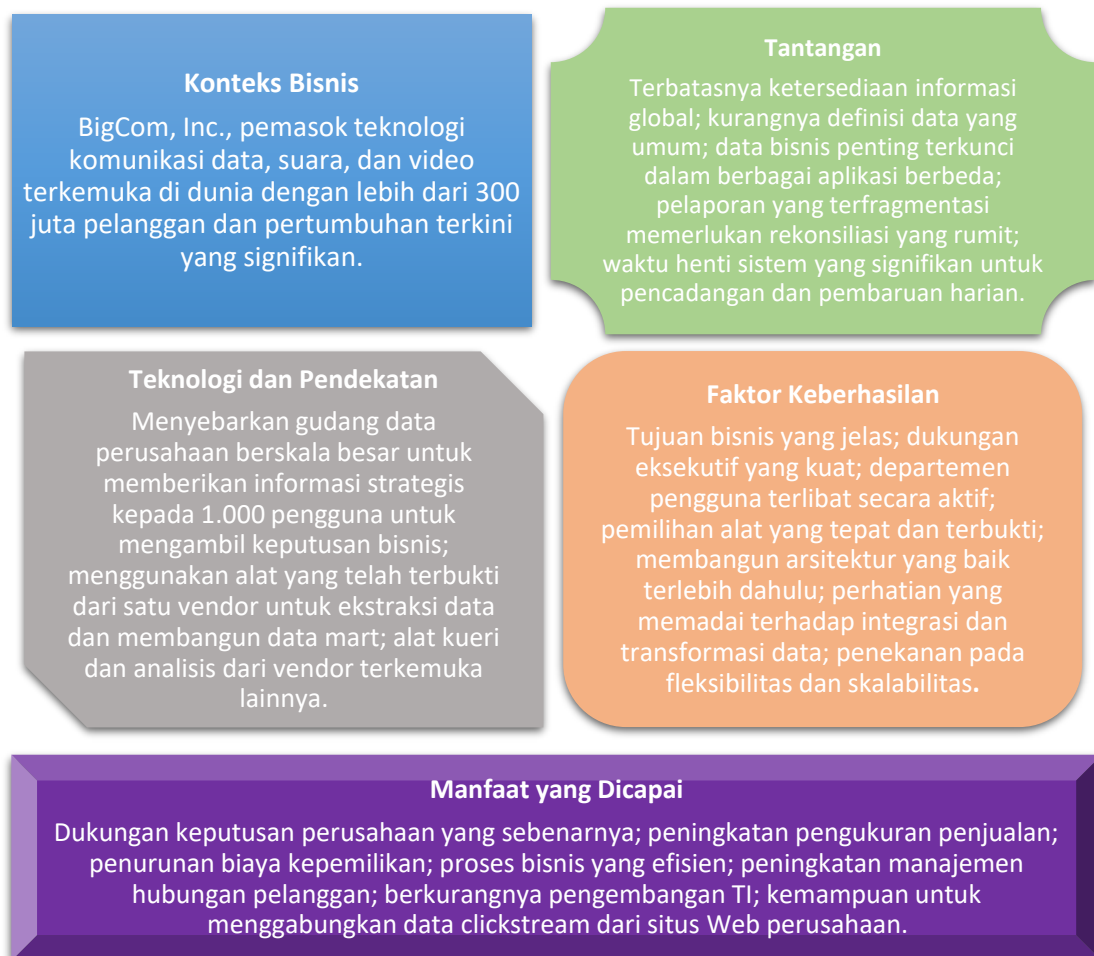 Konteks Bisnis
BigCom, Inc., pemasok teknologi
komunikasi data, suara, dan video
terkemuka di dunia dengan lebih dari 300
juta pelanggan dan pertumbuhan terkini
yang signifikan.
Tantangan
Terbatasnya ketersediaan informasi
global; kurangnya definisi data yang
umum; data bisnis penting terkunci
dalam berbagai aplikasi berbeda;
pelaporan yang terfragmentasi
memerlukan rekonsiliasi yang rumit;
waktu henti sistem yang signifikan untuk
pencadangan dan pembaruan harian.
Teknologi dan Pendekatan
Menyebarkan gudang data
perusahaan berskala besar untuk
memberikan informasi strategis
kepada 1.000 pengguna untuk
mengambil keputusan bisnis;
menggunakan alat yang telah terbukti
dari satu vendor untuk ekstraksi data
dan membangun data mart; alat kueri
dan analisis dari vendor terkemuka
lainnya.
Faktor Keberhasilan
Tujuan bisnis yang jelas; dukungan
eksekutif yang kuat; departemen
pengguna terlibat secara aktif;
pemilihan alat yang tepat dan terbukti;
membangun arsitektur yang baik
terlebih dahulu; perhatian yang
memadai terhadap integrasi dan
transformasi data; penekanan pada
fleksibilitas dan skalabilitas.
Manfaat yang Dicapai
Dukungan keputusan perusahaan yang sebenarnya; peningkatan pengukuran penjualan;
penurunan biaya kepemilikan; proses bisnis yang efisien; peningkatan manajemen
hubungan pelanggan; berkurangnya pengembangan TI; kemampuan untuk
menggabungkan data clickstream dari situs Web perusahaan.